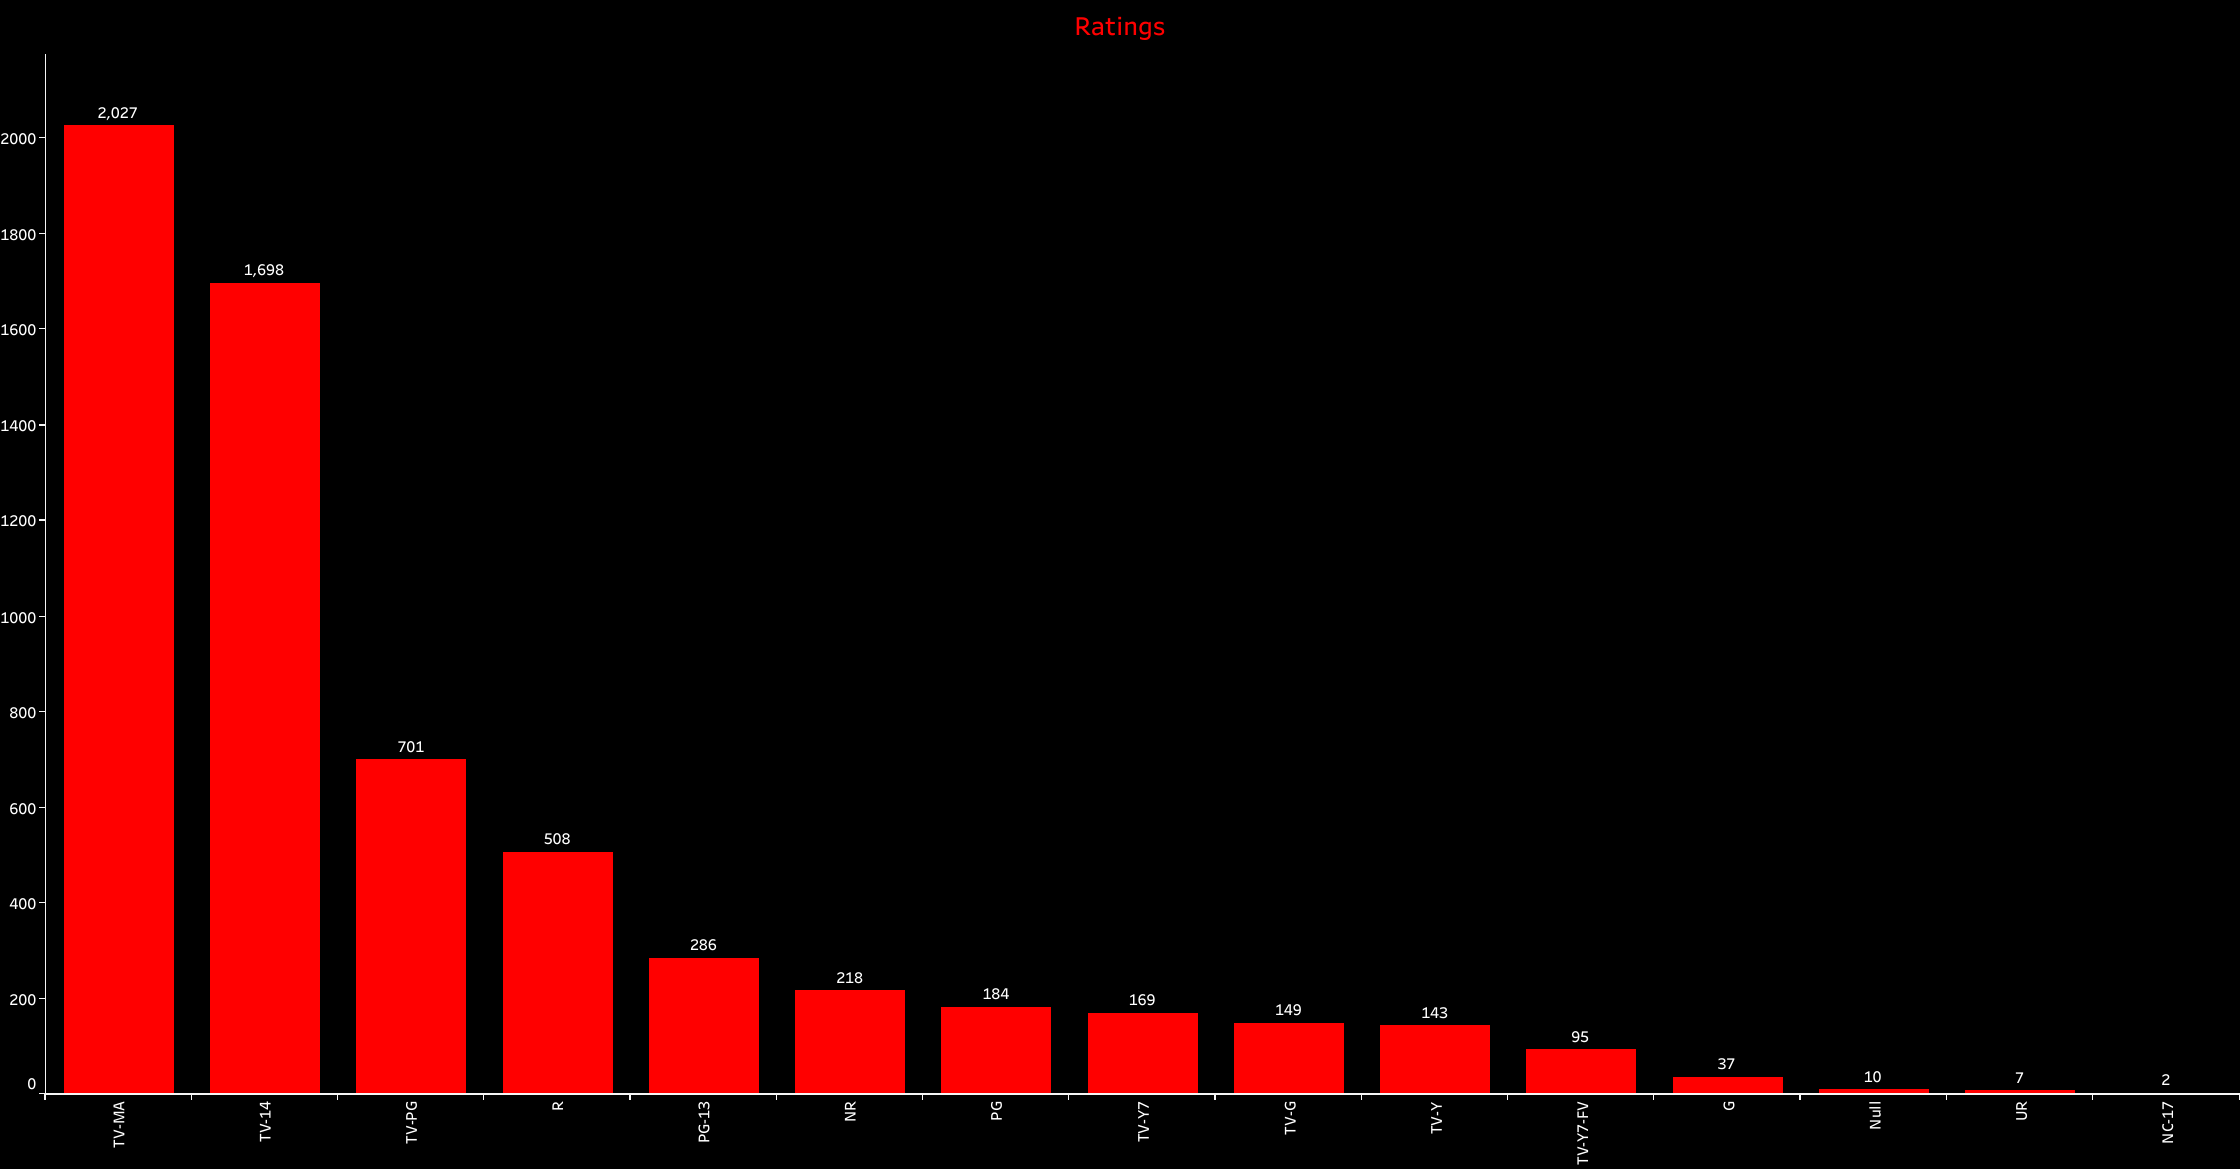 Ratings
2,027
2000
1800
1,698
1600
1400
1200
1000
800
701
600
508
400
286
218
200
184
169
149
143
95
37
10
7
2
0
TV-MA
TV-14
TV-PG
R
PG-13
NR
PG
TV-Y7
TV-G
TV-Y
TV-Y7-FV
G
Null
UR
NC-17